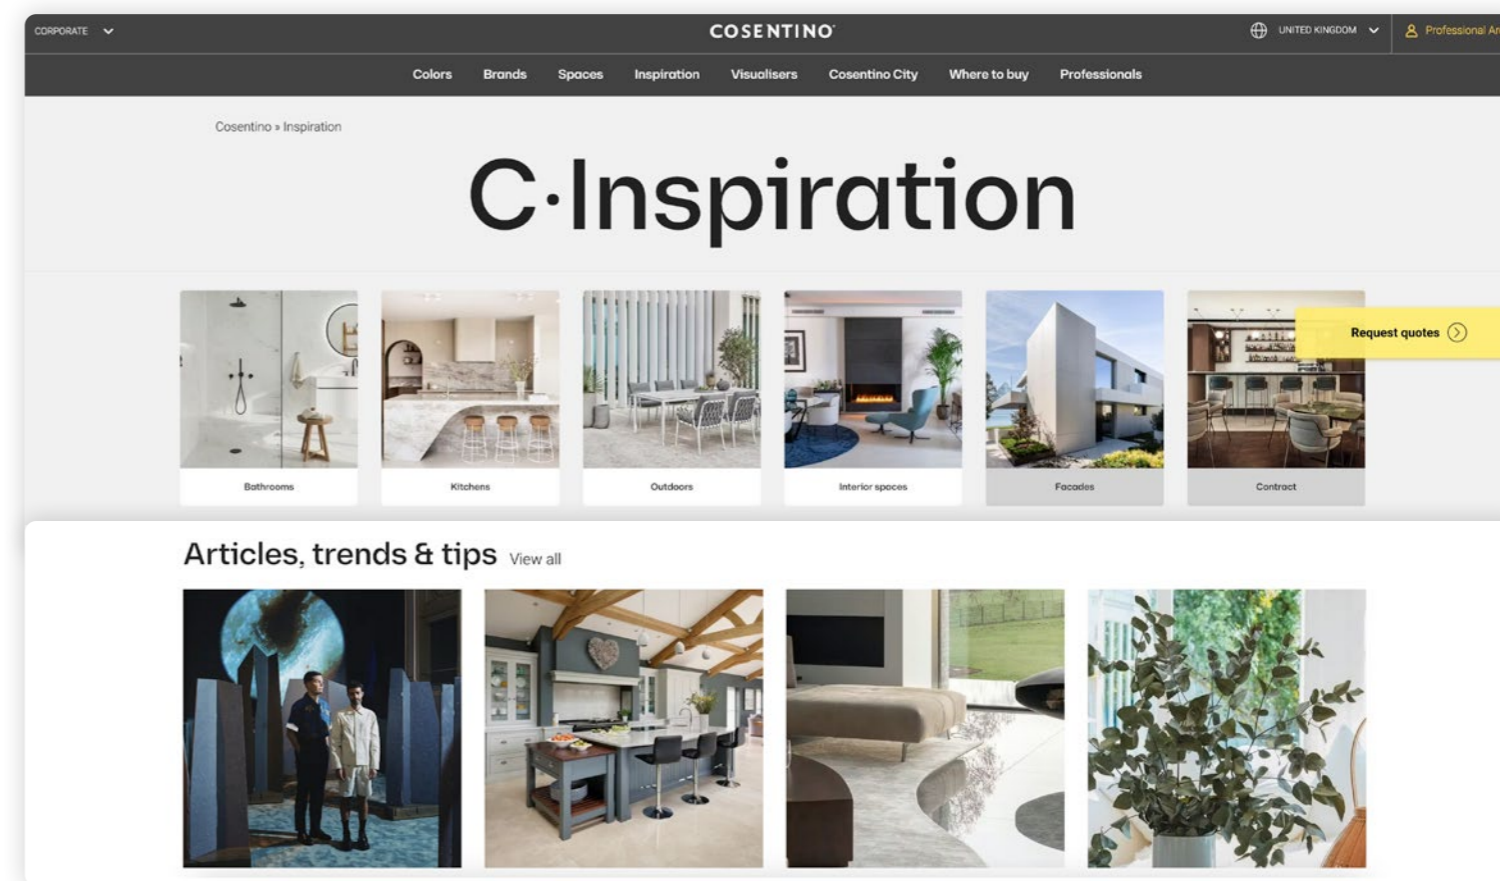 CORPORATE
COSENTINO
UNITED KINGDOM
Professional
Colors Brands Spaces Inspiration Visualisers Cosentino City Where to buy Professionals
Cosentino » Inspiration
C·Inspiration
Request quotes
Bathrooms Kitchens Outdoors Interior spaces Facades Contract
Articles, trends & tips View all